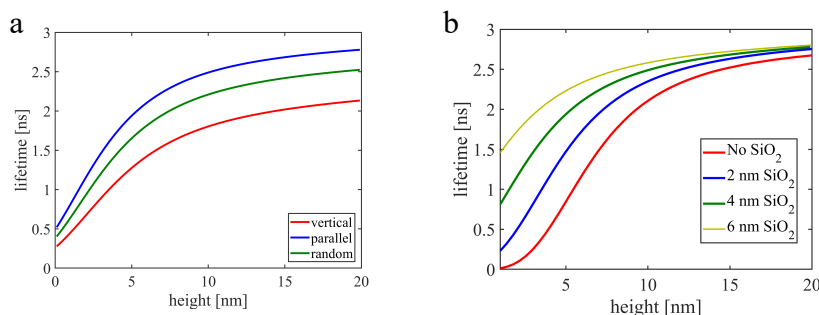 a
3
2.5
2
1.5
1
0.5
0
lifetime [ns]
0
5
10
15
20
height [nm]
vertical
parallel
random
b
3
2.5
2
1.5
1
0.5
0
lifetime [ns]
5
10
15
20
height [nm]
No SiO₂
2 nm SiO₂
4 nm SiO₂
6 nm SiO₂